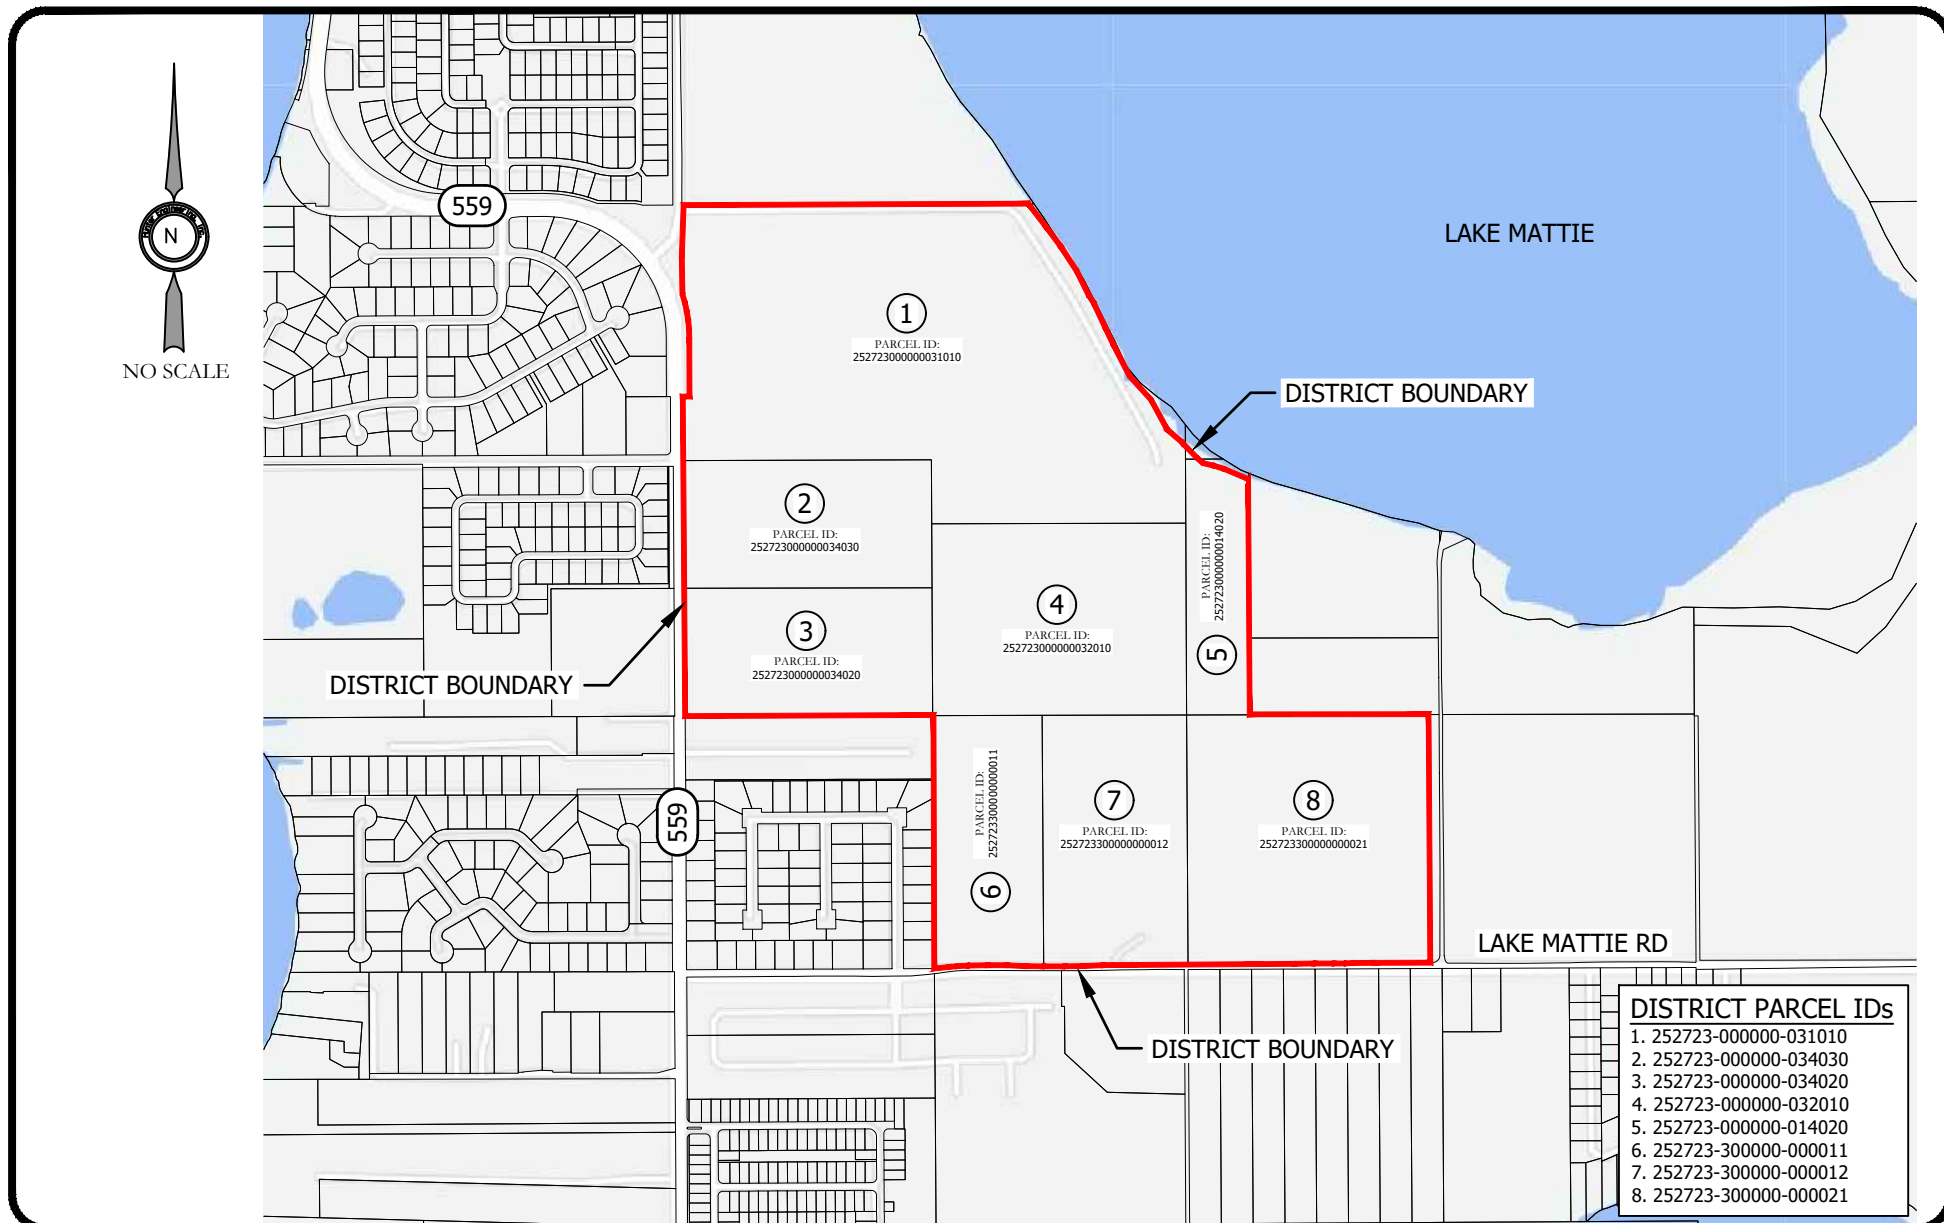 559
LAKE MATTIE
N
NO SCALE
1
PARCEL ID:
252723000000031010
DISTRICT BOUNDARY
2
PARCEL ID:
252723000000034030
PARCEL ID:
252723000000014020
5
4
PARCEL ID:
252723000000032010
3
PARCEL ID:
252723000000034020
DISTRICT BOUNDARY
559
PARCEL ID:
252723300000000011
6
7
PARCEL ID:
252723300000000012
8
PARCEL ID:
252723300000000021
LAKE MATTIE RD
DISTRICT BOUNDARY
DISTRICT PARCEL IDs
1. 252723-000000-031010
2. 252723-000000-034030
3. 252723-000000-034020
4. 252723-000000-032010
5. 252723-000000-014020
6. 252723-300000-000011
7. 252723-300000-000012
8. 252723-300000-000021